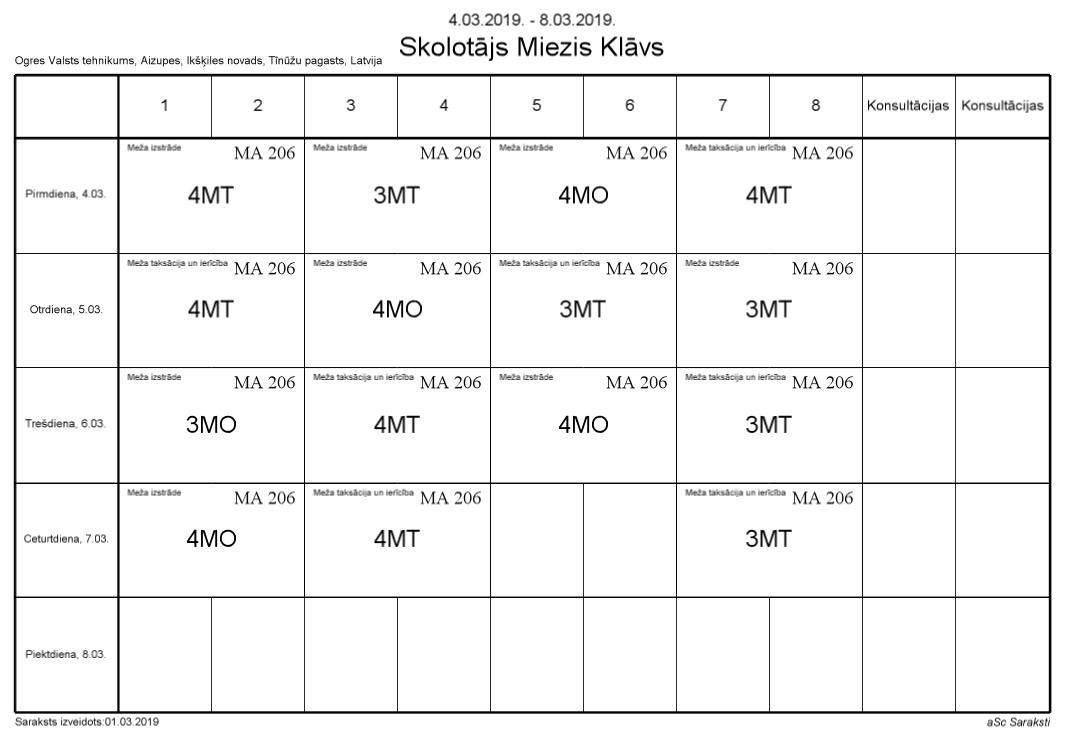 4.03.2019. - 8.03.2019.
Skolotājs Miezis Klāvs
Ogres Valsts tehnikums, Aizupes, Ikšķiles novads, Tīnūžu pagasts, Latvija
1 2 3 4 5 6 7 8 Konsultācijas Konsultācijas
Meža izstrāde MA 206 Meža izstrāde MA 206 Meža izstrāde MA 206 Meža taksācija un ierīcība MA 206
Pirmdiena, 4.03. 4MT 3MT 4MO 4MT
Meža taksācija un ierīcība MA 206 Meža izstrāde MA 206 Meža taksācija un ierīcība MA 206 Meža izstrāde MA 206
Otrdiena, 5.03. 4MT 4MO 3MT 3MT
Meža izstrāde MA 206 Meža taksācija un ierīcība MA 206 Meža izstrāde MA 206 Meža taksācija un ierīcība MA 206
Trešdiena, 6.03. 3MO 4MT 4MO 3MT
Meža izstrāde MA 206 Meža taksācija un ierīcība MA 206 Meža taksācija un ierīcība MA 206
Ceturtdiena, 7.03. 4MO 4MT 3MT
Piektdiena, 8.03.
Saraksts izveidots:01.03.2019 aSc Saraksti